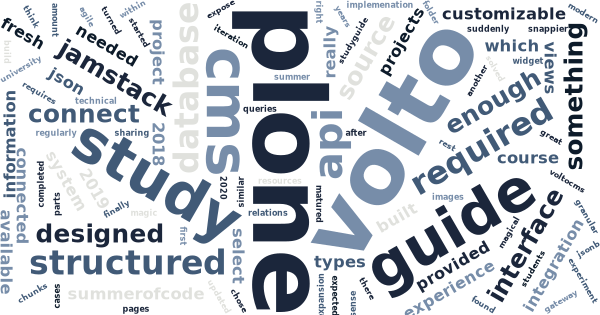 plone
volto
study
guide
cms
structured
required
designed
jamstack
connect
enough
something
interface
database
source
api
customizable
json
needed
fresh
project
projects
really
which
views
course
2018
2019
2020
system
information
connected
available
select
types
provided
experience
integration
built
summerofcode
think
amount
agile
turned
within
started
expose
iteration
build
university
requires
technical
regularly
sharing
queries
summer
right
years
studyguide
implemenation
folder
suddenly
snappier
modern
widget
another
after
rest
great
voltocms
images
similar
resources
relations
matured
magic
finally
completed
parts
first
updated
chose
chunks
cases
pages
expansion
expected
sense
there
magical
students
found
gateway
experiment
granular
jsonb